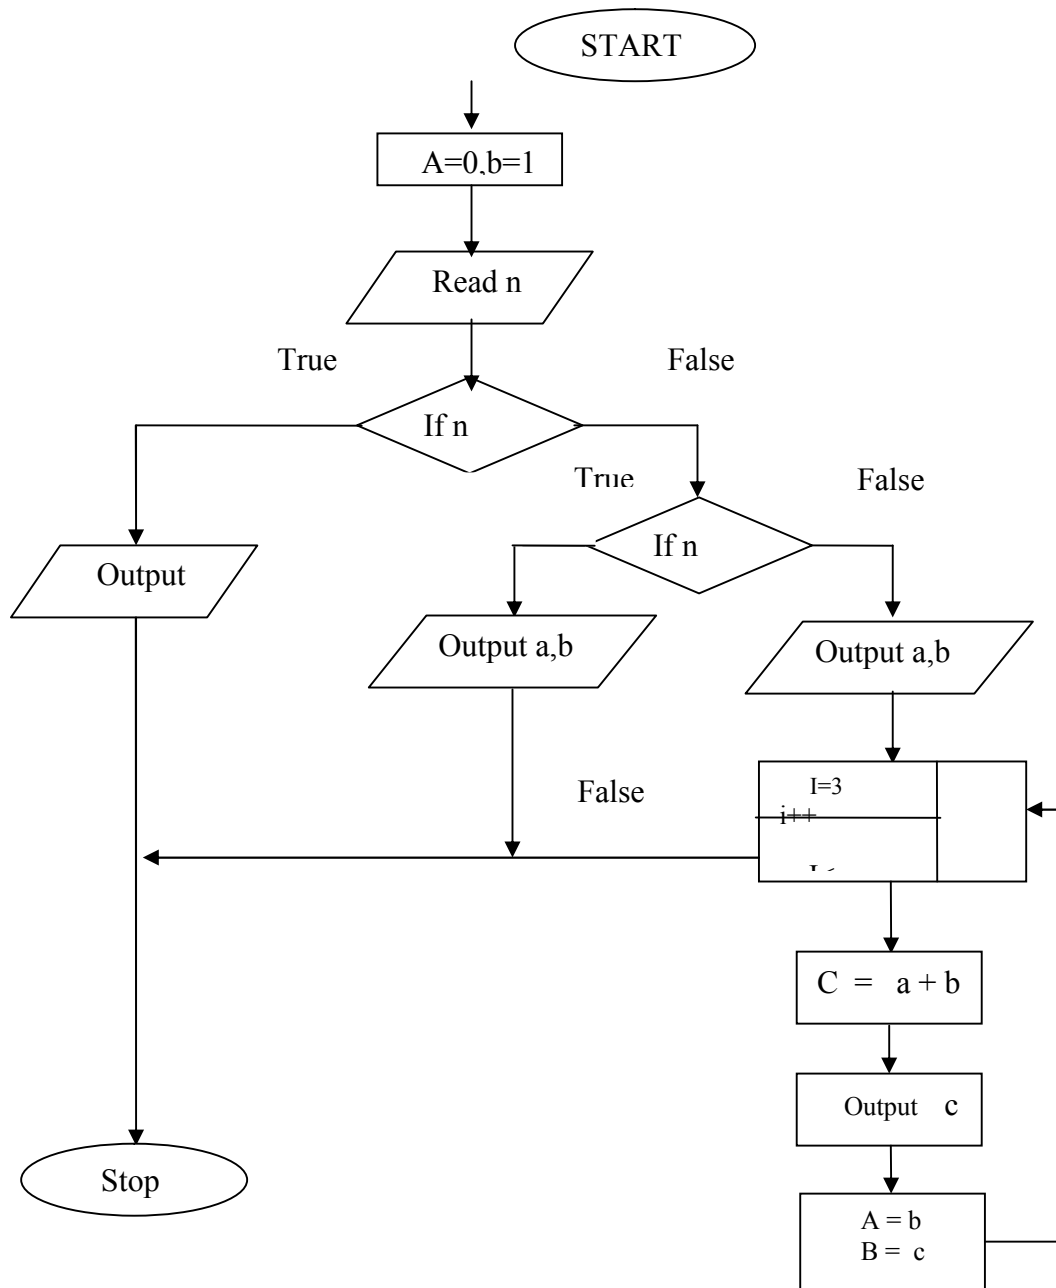 START
A=0,b=1
Read n
True
False
If n
True
False
If n
Output
Output a,b
Output a,b
False
I=3
i++
C = a + b
Output c
Stop
A = b
B = c